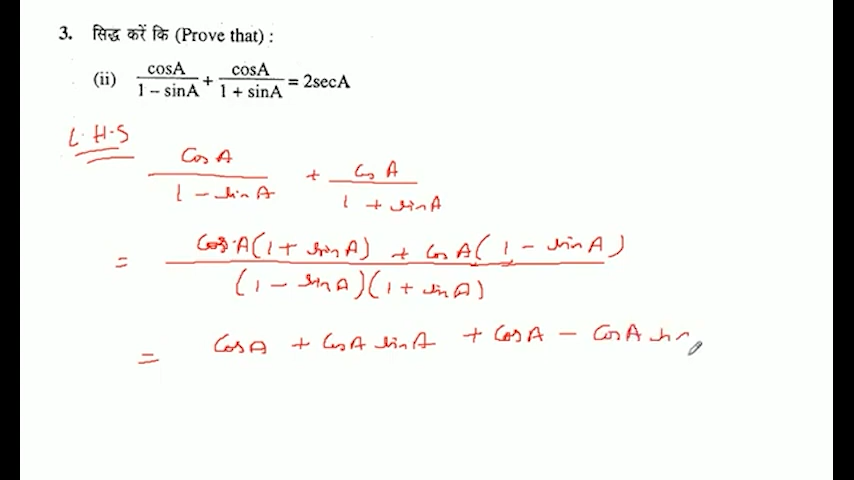 3. सिद्ध करें कि (Prove that) :
(ii) cosA / 1 − sinA + cosA / 1 + sinA = 2secA
L.H.S
Cos A / 1 − sin A + Cos A / 1 + sin A
= Cos A (1 + sin A) + Cos A (1 − sin A) / (1 − sin A)(1 + sin A)
= Cos A + Cos A sin A + Cos A − Cos A